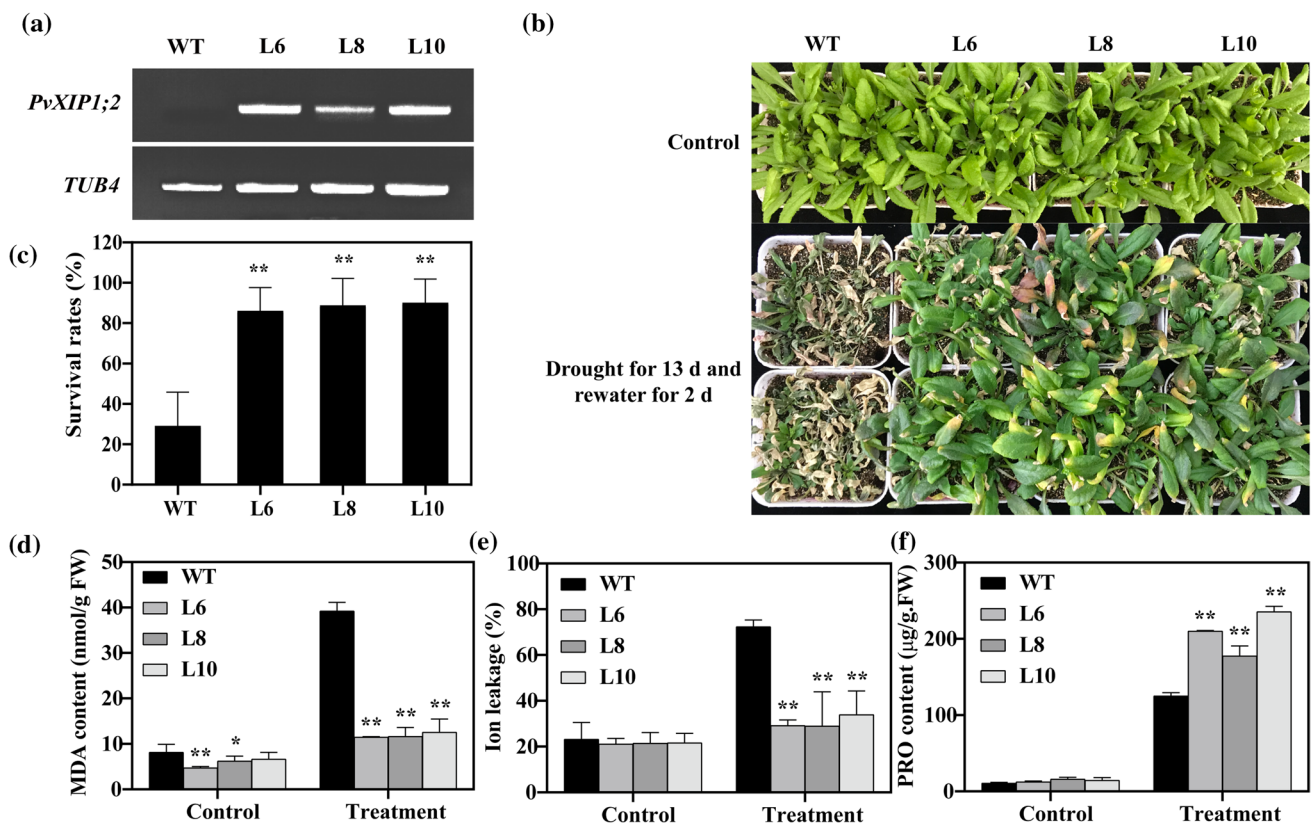 (a)
WT L6 L8 L10
PvXIP1;2
TUB4
(b)
WT L6 L8 L10
Control
Drought for 13 d and
rewater for 2 d
(c)
Survival rates (%)
120
100
80
60
40
20
0
** ** **
WT L6 L8 L10
(d)
MDA content (nmol/g FW)
50
40
30
20
10
0
WT
L6
L8
L10
** *
** ** **
Control Treatment
(e)
Ion leakage (%)
100
80
60
40
20
0
WT
L6
L8
L10
** ** **
Control Treatment
(f)
PRO content (μg/g.FW)
300
200
100
0
WT
L6
L8
L10
** ** **
Control Treatment